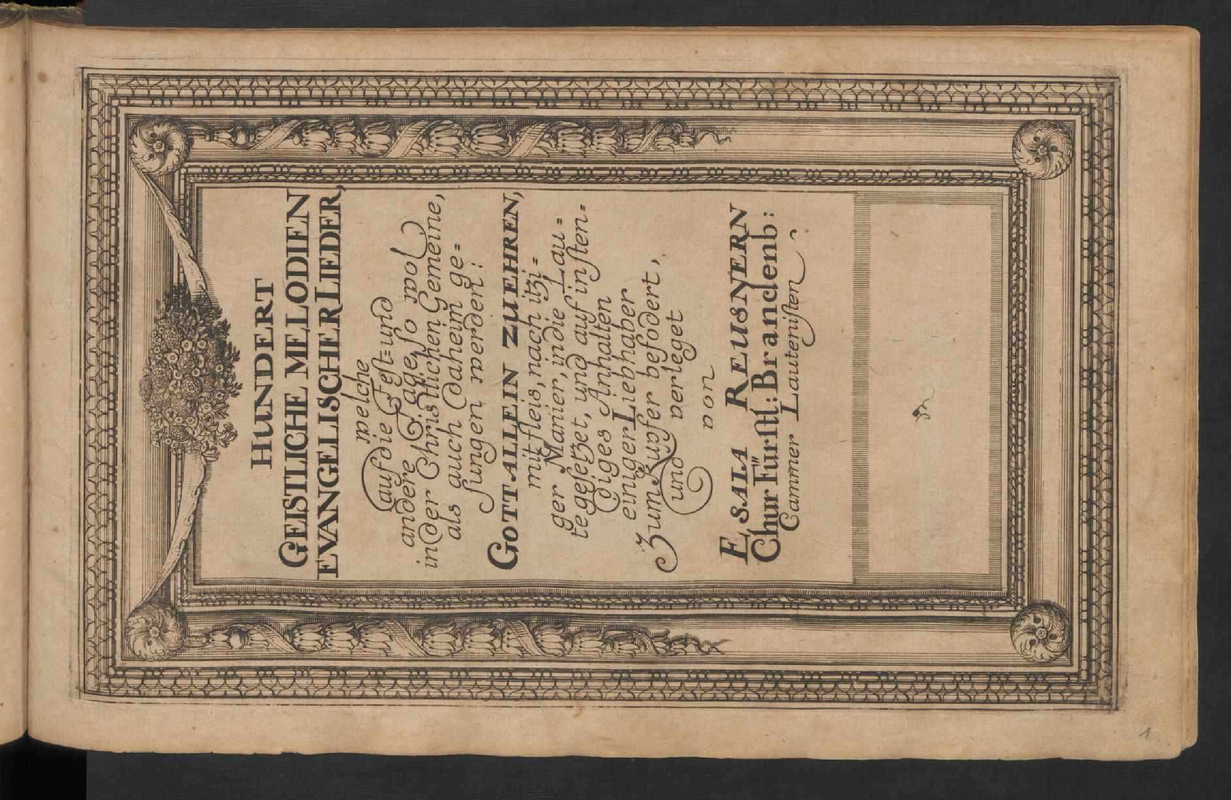 HUNDERT
GEISTLICHE MELODIEN
EVANGELISCHER LIEDER,
welche
auf die Fest= und
andere Tage, so wol
in der Christlichen Gemeine,
als auch daheim̃ ge=
sungen werden:
GOTT ALLEIN ZU EHREN,
mit fleis, nach itzi=
ger Manier, in die Lau=
te gesetzet, und auf insten=
diges Anhalten
einiger Liebhaber
Zum Kupfer befodert,
und verleget
von
ESAIA REUSNERN
Chur Fürstl: Brandenb:
Cammer Lautenisten
1